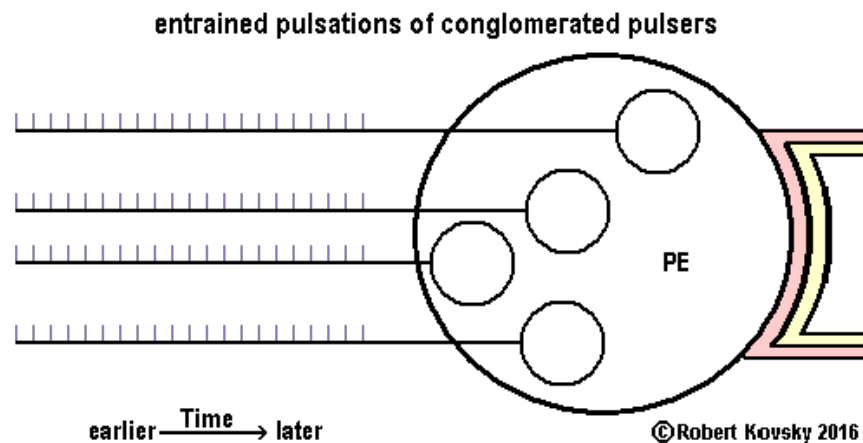 entrained pulsations of conglomerated pulsers
PE
earlier Time later
©Robert Kovsky 2016